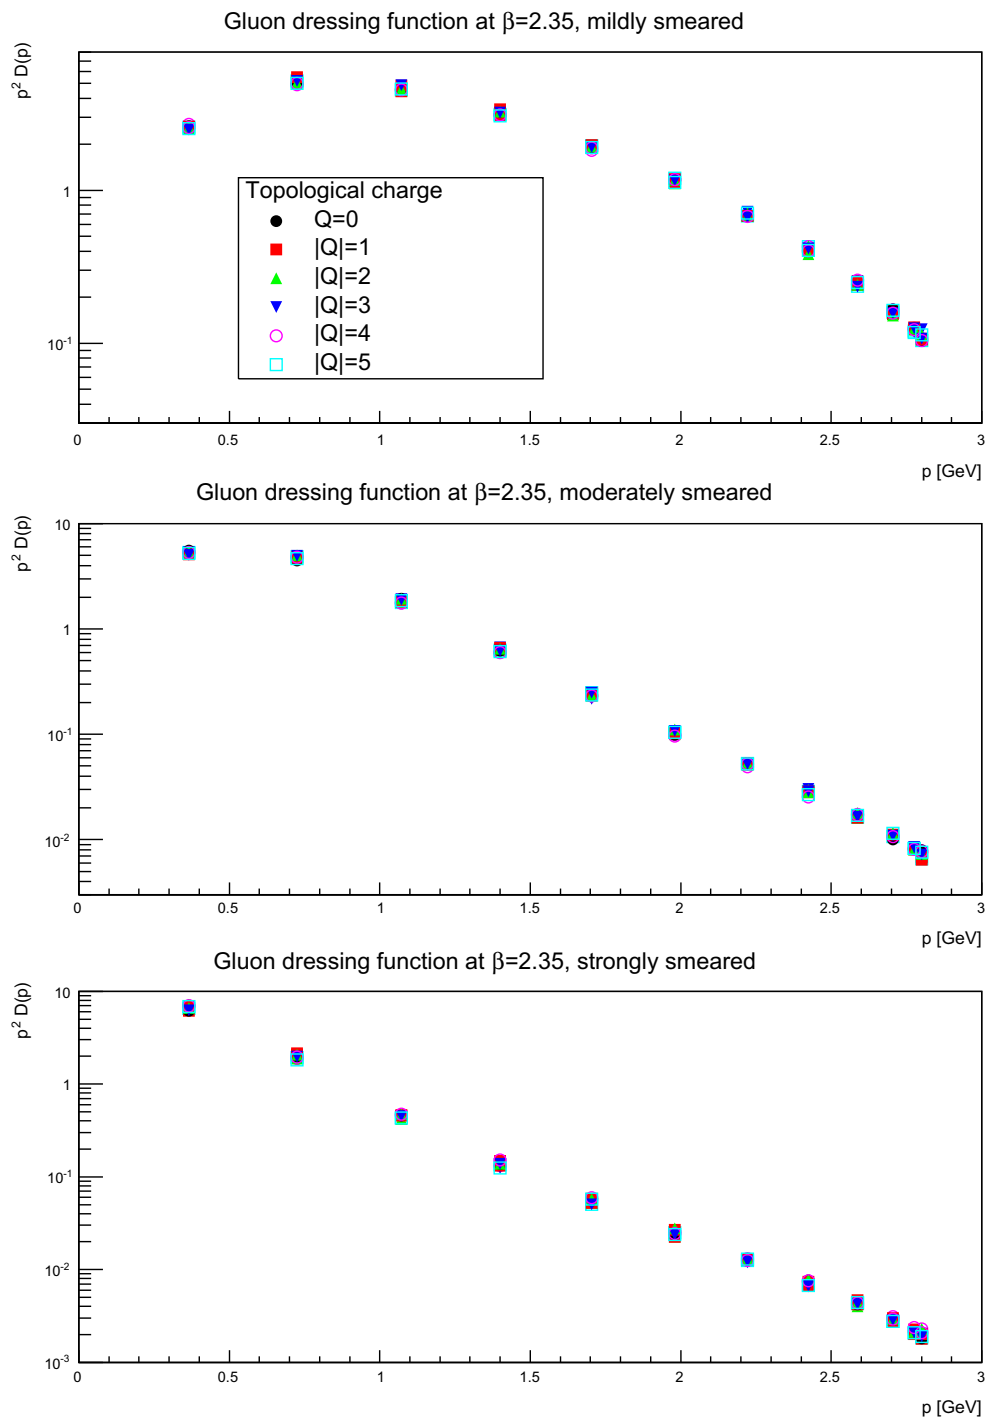 Gluon dressing function at β=2.35, mildly smeared
p² D(p)
1
10⁻¹
Topological charge
Q=0
|Q|=1
|Q|=2
|Q|=3
|Q|=4
|Q|=5
0 0.5 1 1.5 2 2.5 3
p [GeV]
Gluon dressing function at β=2.35, moderately smeared
p² D(p)
10
1
10⁻¹
10⁻²
0 0.5 1 1.5 2 2.5 3
p [GeV]
Gluon dressing function at β=2.35, strongly smeared
p² D(p)
10
1
10⁻¹
10⁻²
10⁻³
0 0.5 1 1.5 2 2.5 3
p [GeV]